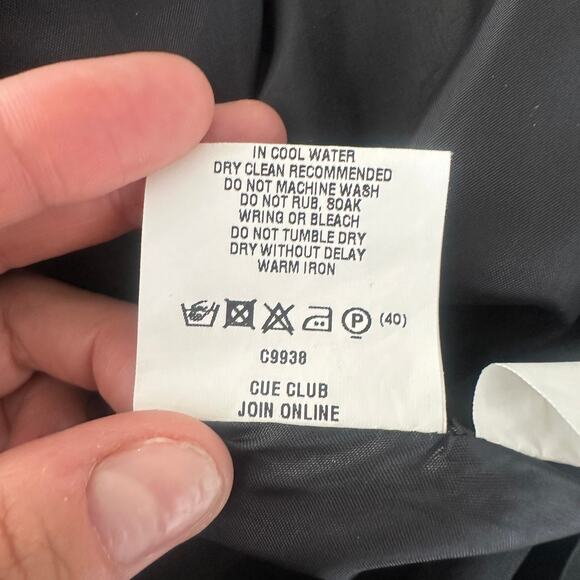 IN COOL WATER
DRY CLEAN RECOMMENDED
DO NOT MACHINE WASH
DO NOT RUB, SOAK
WRING OR BLEACH
DO NOT TUMBLE DRY
DRY WITHOUT DELAY
WARM IRON
P (40)
C9938
CUE CLUB
JOIN ONLINE